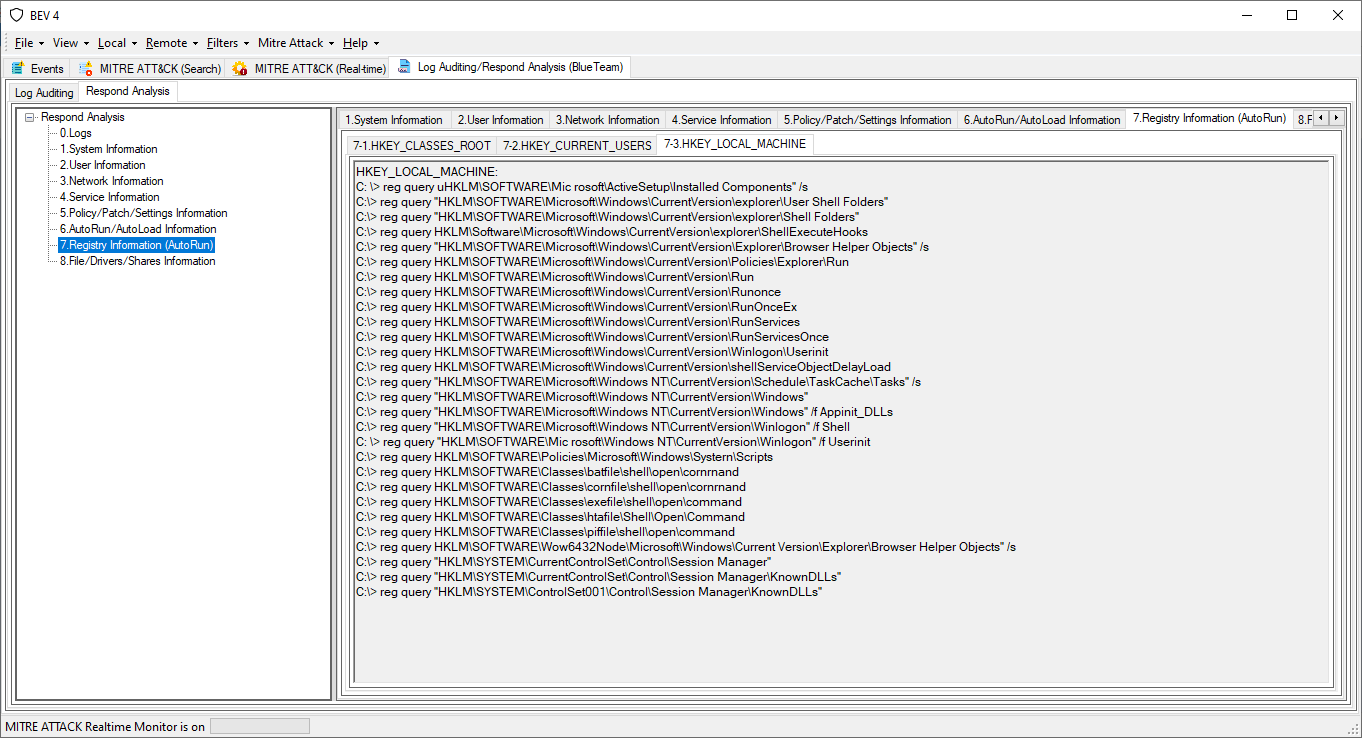 BEV 4
File View Local Remote Filters Mitre Attack Help
Events MITRE ATT&CK (Search) MITRE ATT&CK (Real-time) Log Auditing/Respond Analysis (BlueTeam)
Log Auditing Respond Analysis
Respond Analysis
0.Logs
1.System Information
2.User Information
3.Network Information
4.Service Information
5.Policy/Patch/Settings Information
6.AutoRun/AutoLoad Information
7.Registry Information (AutoRun)
8.File/Drivers/Shares Information
1.System Information 2.User Information 3.Network Information 4.Service Information 5.Policy/Patch/Settings Information 6.AutoRun/AutoLoad Information 7.Registry Information (AutoRun) 8.F
7-1.HKEY_CLASSES_ROOT 7-2.HKEY_CURRENT_USERS 7-3.HKEY_LOCAL_MACHINE
HKEY_LOCAL_MACHINE:
C: \> reg query uHKLM\SOFTWARE\Mic rosoft\ActiveSetup\Installed Components" /s
C:\> reg query "HKLM\SOFTWARE\Microsoft\Windows\CurrentVersion\explorer\User Shell Folders"
C:\> reg query "HKLM\SOFTWARE\Microsoft\Windows\CurrentVersion\explorer\Shell Folders"
C:\> reg query HKLM\Software\Microsoft\Windows\CurrentVersion\explorer\ShellExecuteHooks
C:\> reg query "HKLM\SOFTWARE\Microsoft\Windows\CurrentVersion\Explorer\Browser Helper Objects" /s
C:\> reg query HKLM\SOFTWARE\Microsoft\Windows\CurrentVersion\Policies\Explorer\Run
C:\> reg query HKLM\SOFTWARE\Microsoft\Windows\CurrentVersion\Run
C:\> reg query HKLM\SOFTWARE\Microsoft\Windows\CurrentVersion\Runonce
C:\> reg query HKLM\SOFTWARE\Microsoft\Windows\CurrentVersion\RunOnceEx
C:\> reg query HKLM\SOFTWARE\Microsoft\Windows\CurrentVersion\RunServices
C:\> reg query HKLM\SOFTWARE\Microsoft\Windows\CurrentVersion\RunServicesOnce
C:\> reg query HKLM\SOFTWARE\Microsoft\Windows\CurrentVersion\Winlogon\Userinit
C:\> reg query HKLM\SOFTWARE\Microsoft\Windows\CurrentVersion\shellServiceObjectDelayLoad
C:\> reg query "HKLM\SOFTWARE\Microsoft\Windows NT\CurrentVersion\Schedule\TaskCache\Tasks" /s
C:\> reg query "HKLM\SOFTWARE\Microsoft\Windows NT\CurrentVersion\Windows"
C:\> reg query "HKLM\SOFTWARE\Microsoft\Windows NT\CurrentVersion\Windows" /f Appinit_DLLs
C:\> reg query "HKLM\SOFTWARE\Microsoft\Windows NT\CurrentVersion\Winlogon" /f Shell
C: \> reg query "HKLM\SOFTWARE\Mic rosoft\Windows NT\CurrentVersion\Winlogon" /f Userinit
C:\> reg query HKLM\SOFTWARE\Policies\Microsoft\Windows\Systern\Scripts
C:\> reg query HKLM\SOFTWARE\Classes\batfile\shell\open\cornrnand
C:\> reg query HKLM\SOFTWARE\Classes\cornfile\shell\open\cornrnand
C:\> reg query HKLM\SOFTWARE\Classes\exefile\shell\open\command
C:\> reg query HKLM\SOFTWARE\Classes\htafile\Shell\Open\Command
C:\> reg query HKLM\SOFTWARE\Classes\piffile\shell\open\command
C:\> reg query HKLM\SOFTWARE\Wow6432Node\Microsoft\Windows\Current Version\Explorer\Browser Helper Objects" /s
C:\> reg query "HKLM\SYSTEM\CurrentControlSet\Control\Session Manager"
C:\> reg query "HKLM\SYSTEM\CurrentControlSet\Control\Session Manager\KnownDLLs"
C:\> reg query "HKLM\SYSTEM\ControlSet001\Control\Session Manager\KnownDLLs"
MITRE ATTACK Realtime Monitor is on